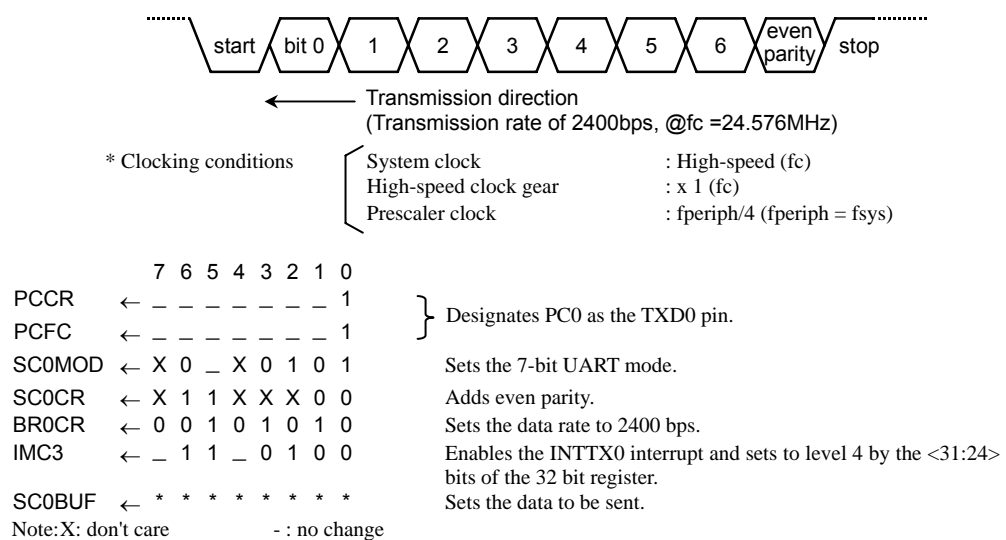 start bit 0 1 2 3 4 5 6 even parity stop
Transmission direction
(Transmission rate of 2400bps, @fc =24.576MHz)
* Clocking conditions System clock : High-speed (fc)
High-speed clock gear : x 1 (fc)
Prescaler clock : fperiph/4 (fperiph = fsys)
7 6 5 4 3 2 1 0
PCCR ← _ _ _ _ _ _ _ 1
Designates PC0 as the TXD0 pin.
PCFC ← _ _ _ _ _ _ _ 1
SC0MOD ← X 0 _ X 0 1 0 1 Sets the 7-bit UART mode.
SC0CR ← X 1 1 X X X 0 0 Adds even parity.
BR0CR ← 0 0 1 0 1 0 1 0 Sets the data rate to 2400 bps.
IMC3 ← _ 1 1 _ 0 1 0 0 Enables the INTTX0 interrupt and sets to level 4 by the <31:24>
bits of the 32 bit register.
SC0BUF ← * * * * * * * * Sets the data to be sent.
Note:X: don't care - : no change